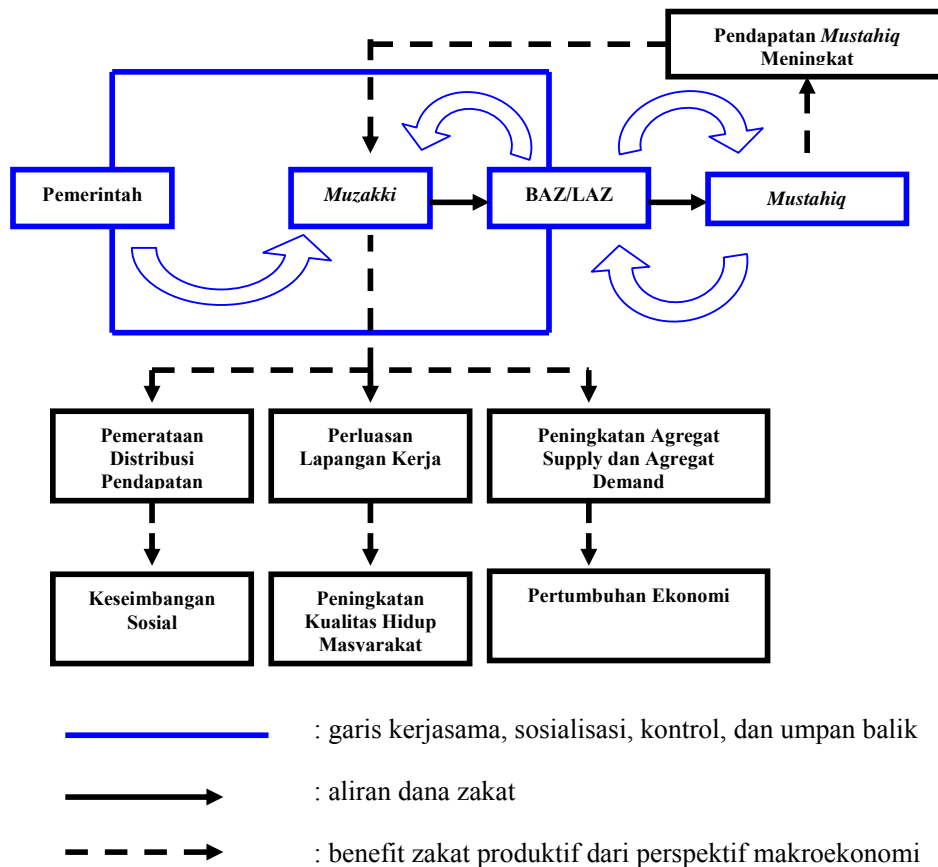 Pendapatan Mustahiq
Meningkat
Pemerintah
Muzakki
BAZ/LAZ
Mustahiq
Pemerataan
Distribusi
Pendapatan
Perluasan
Lapangan Kerja
Peningkatan Agregat
Supply dan Agregat
Demand
Keseimbangan
Sosial
Peningkatan
Kualitas Hidup
Masyarakat
Pertumbuhan Ekonomi
: garis kerjasama, sosialisasi, kontrol, dan umpan balik
: aliran dana zakat
: benefit zakat produktif dari perspektif makroekonomi